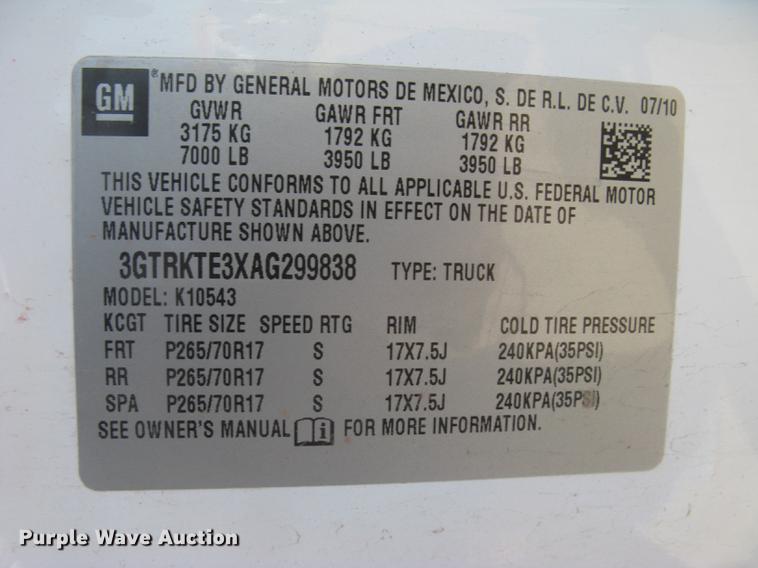 GM
MFD BY GENERAL MOTORS DE MEXICO, S. DE R.L. DE C.V. 07/10
GVWR GAWR FRT GAWR RR
3175 KG 1792 KG 1792 KG
7000 LB 3950 LB 3950 LB
THIS VEHICLE CONFORMS TO ALL APPLICABLE U.S. FEDERAL MOTOR
VEHICLE SAFETY STANDARDS IN EFFECT ON THE DATE OF
MANUFACTURE SHOWN ABOVE.
3GTRKTE3XAG299838 TYPE: TRUCK
MODEL: K10543
KCGT TIRE SIZE SPEED RTG RIM COLD TIRE PRESSURE
FRT P265/70R17 S 17X7.5J 240KPA(35PSI)
RR P265/70R17 S 17X7.5J 240KPA(35PSI)
SPA P265/70R17 S 17X7.5J 240KPA(35PSI)
SEE OWNER'S MANUAL i FOR MORE INFORMATION.
Purple Wave Auction